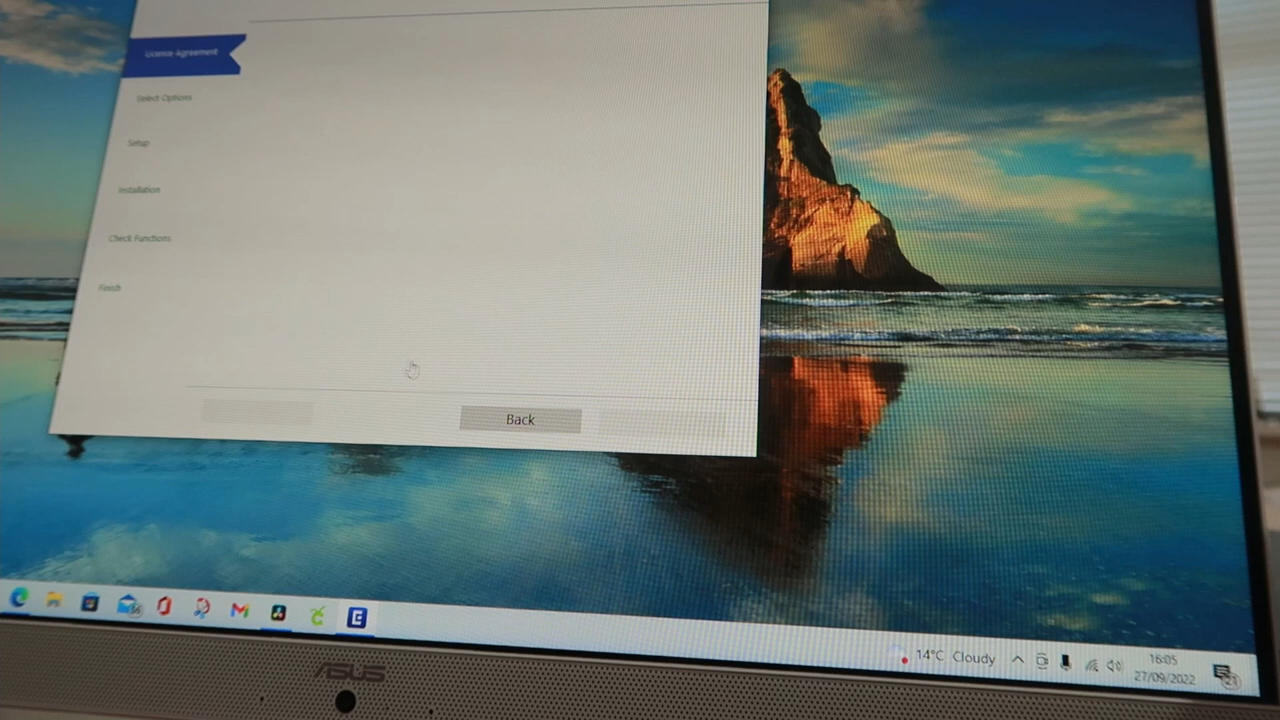 License Agreement
Select Options
Setup
Installation
Check Functions
Finish
Back
14°C Cloudy
16:05
27/09/2022
ASUS